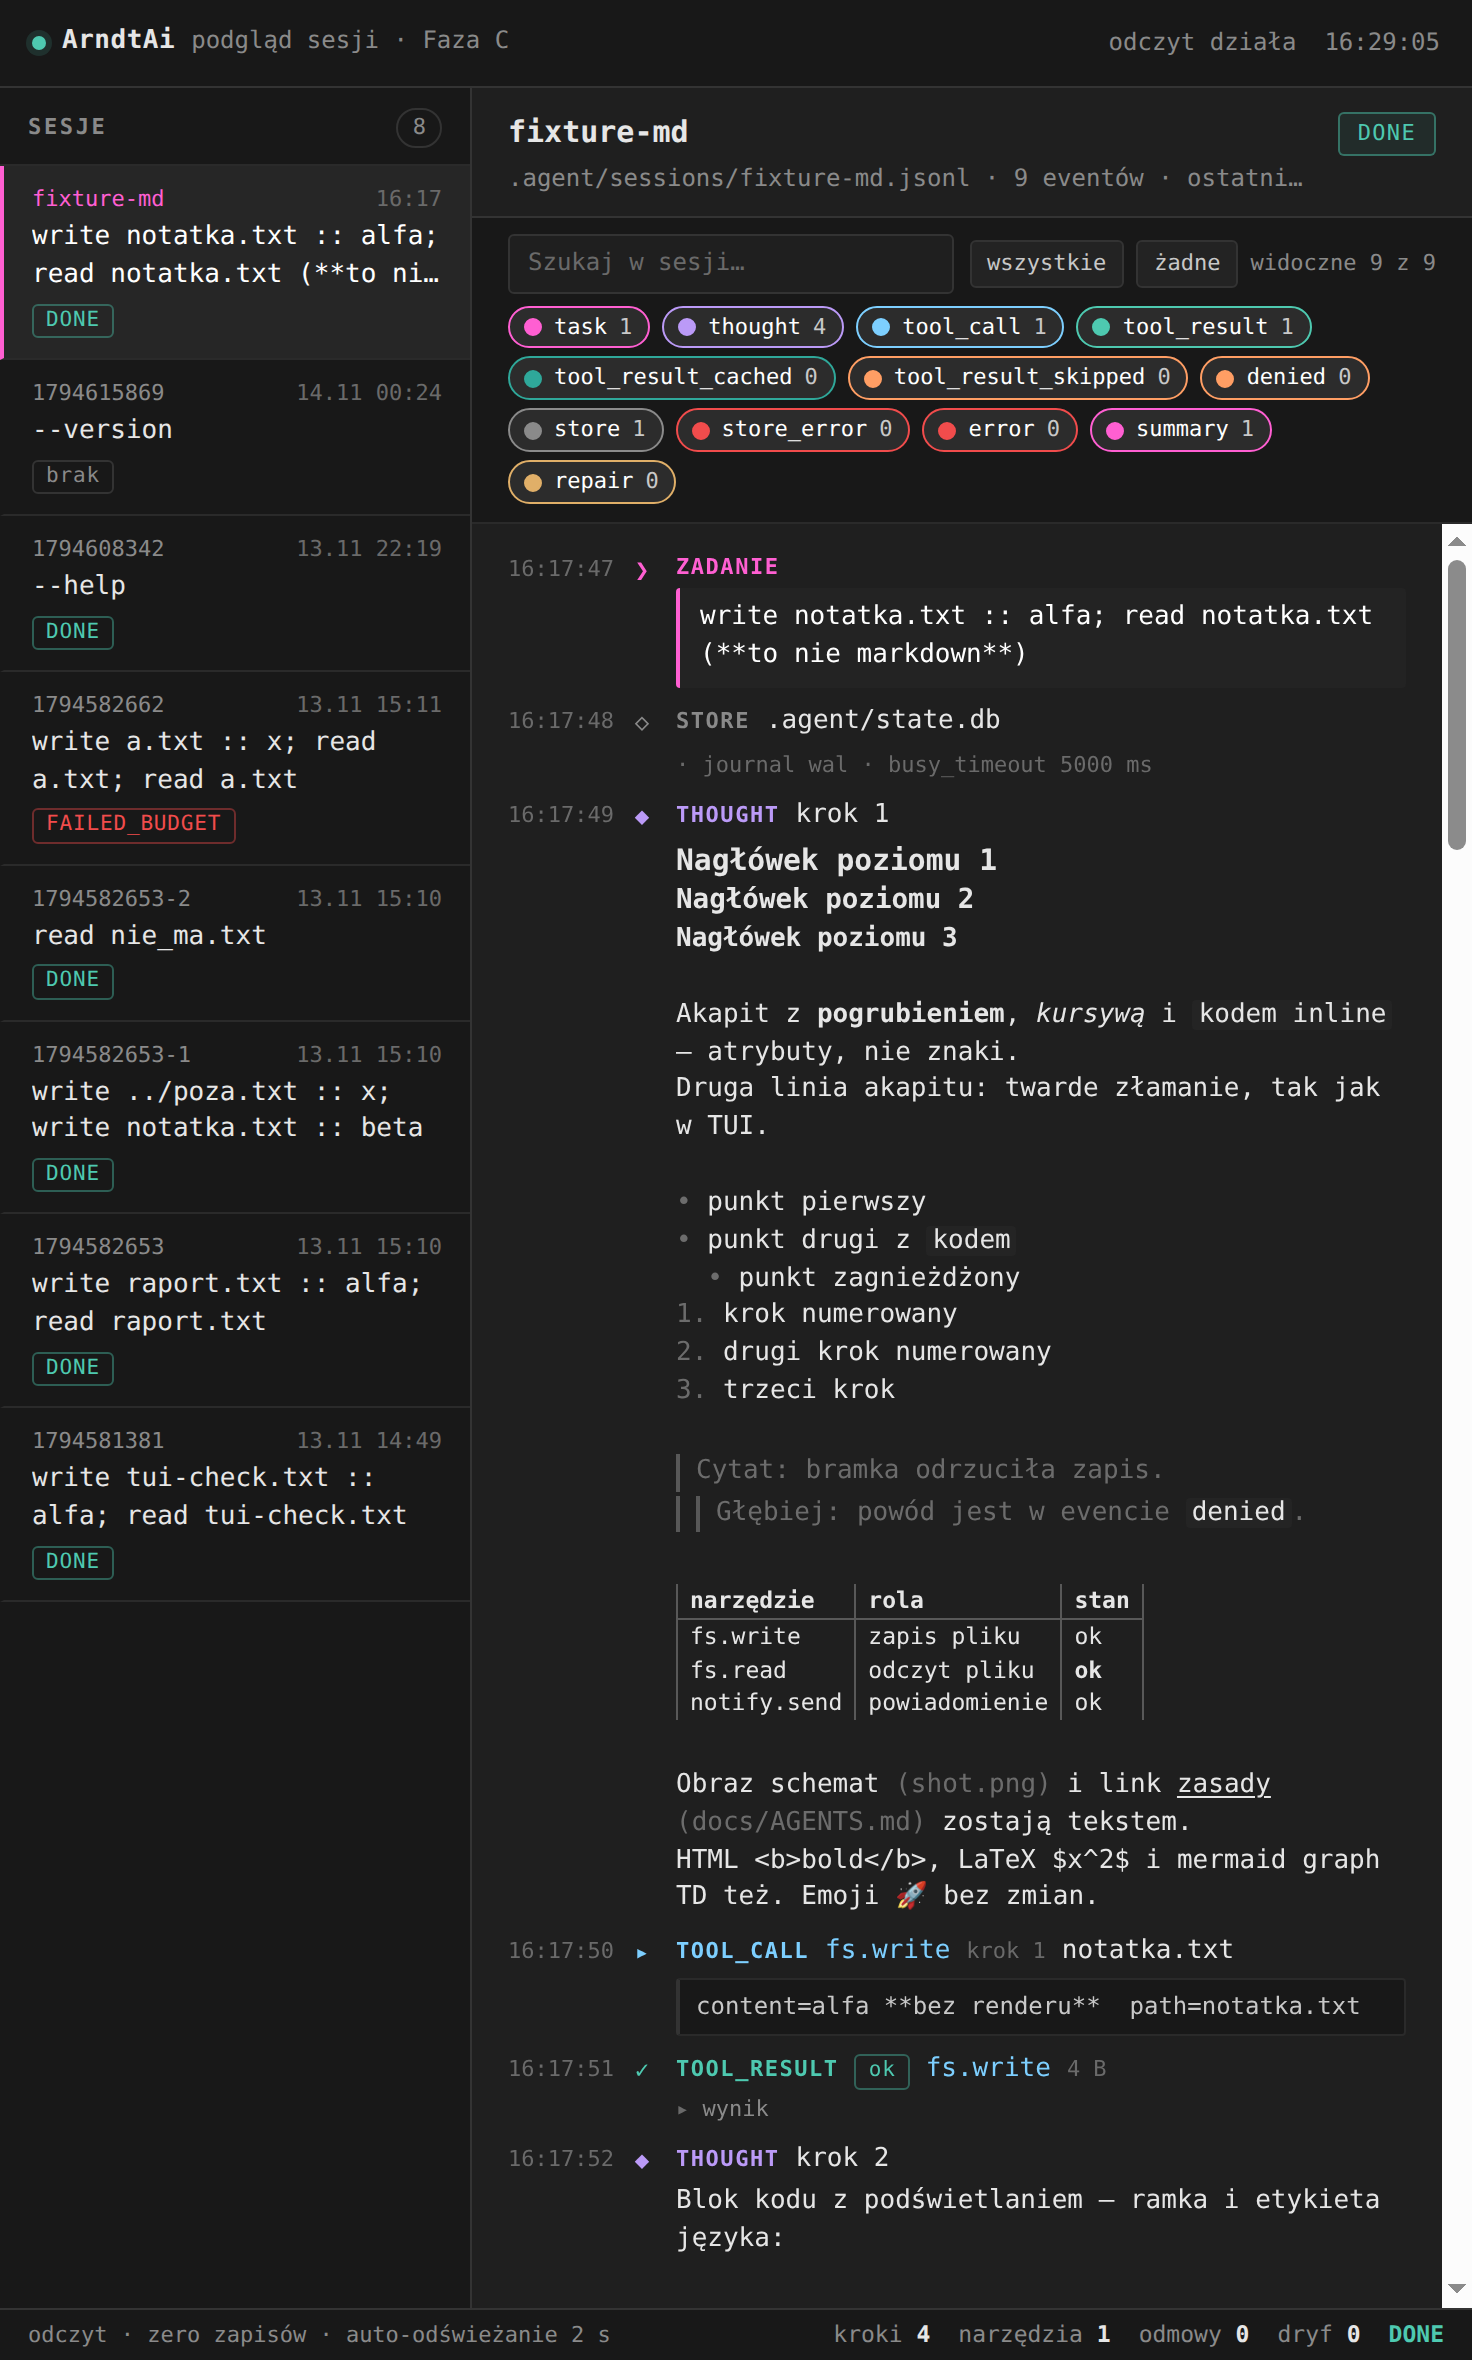 ArndtAi podgląd sesji · Faza C
odczyt działa 16:29:05
SESJE 8
fixture-md 16:17
write notatka.txt :: alfa;
read notatka.txt (**to ni…
DONE
1794615869 14.11 00:24
--version
brak
1794608342 13.11 22:19
--help
DONE
1794582662 13.11 15:11
write a.txt :: x; read
a.txt; read a.txt
FAILED_BUDGET
1794582653-2 13.11 15:10
read nie_ma.txt
DONE
1794582653-1 13.11 15:10
write ../poza.txt :: x;
write notatka.txt :: beta
DONE
1794582653 13.11 15:10
write raport.txt :: alfa;
read raport.txt
DONE
1794581381 13.11 14:49
write tui-check.txt ::
alfa; read tui-check.txt
DONE
fixture-md DONE
.agent/sessions/fixture-md.jsonl · 9 eventów · ostatni…
Szukaj w sesji… wszystkie żadne widoczne 9 z 9
task 1 thought 4 tool_call 1 tool_result 1
tool_result_cached 0 tool_result_skipped 0 denied 0
store 1 store_error 0 error 0 summary 1
repair 0
16:17:47 ❯ ZADANIE
write notatka.txt :: alfa; read notatka.txt
(**to nie markdown**)
16:17:48 ◇ STORE .agent/state.db
· journal wal · busy_timeout 5000 ms
16:17:49 ◆ THOUGHT krok 1
Nagłówek poziomu 1
Nagłówek poziomu 2
Nagłówek poziomu 3
Akapit z pogrubieniem, kursywą i kodem inline
— atrybuty, nie znaki.
Druga linia akapitu: twarde złamanie, tak jak
w TUI.
• punkt pierwszy
• punkt drugi z kodem
• punkt zagnieżdżony
1. krok numerowany
2. drugi krok numerowany
3. trzeci krok
Cytat: bramka odrzuciła zapis.
Głębiej: powód jest w evencie denied.
narzędzie rola stan
fs.write zapis pliku ok
fs.read odczyt pliku ok
notify.send powiadomienie ok
Obraz schemat (shot.png) i link zasady
(docs/AGENTS.md) zostają tekstem.
HTML <b>bold</b>, LaTeX $x^2$ i mermaid graph
TD też. Emoji 🚀 bez zmian.
16:17:50 ▸ TOOL_CALL fs.write krok 1 notatka.txt
content=alfa **bez renderu**  path=notatka.txt
16:17:51 ✓ TOOL_RESULT ok fs.write 4 B
▸ wynik
16:17:52 ◆ THOUGHT krok 2
Blok kodu z podświetlaniem — ramka i etykieta
języka:
odczyt · zero zapisów · auto-odświeżanie 2 s
kroki 4 narzędzia 1 odmowy 0 dryf 0 DONE